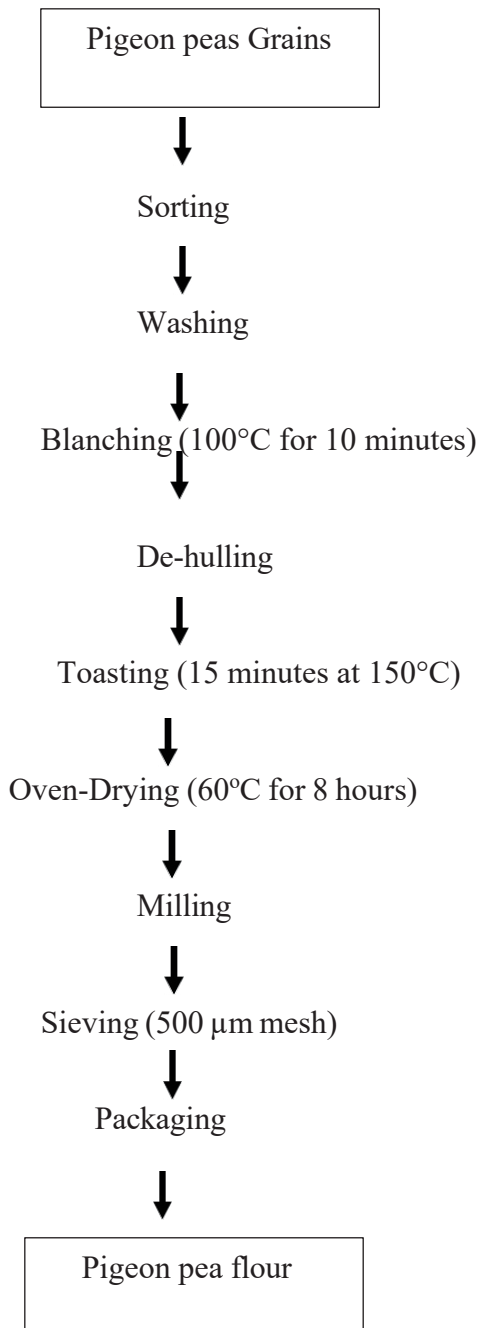 Pigeon peas Grains
Sorting
Washing
Blanching (100°C for 10 minutes)
De-hulling
Toasting (15 minutes at 150°C)
Oven-Drying (60ºC for 8 hours)
Milling
Sieving (500 µm mesh)
Packaging
Pigeon pea flour